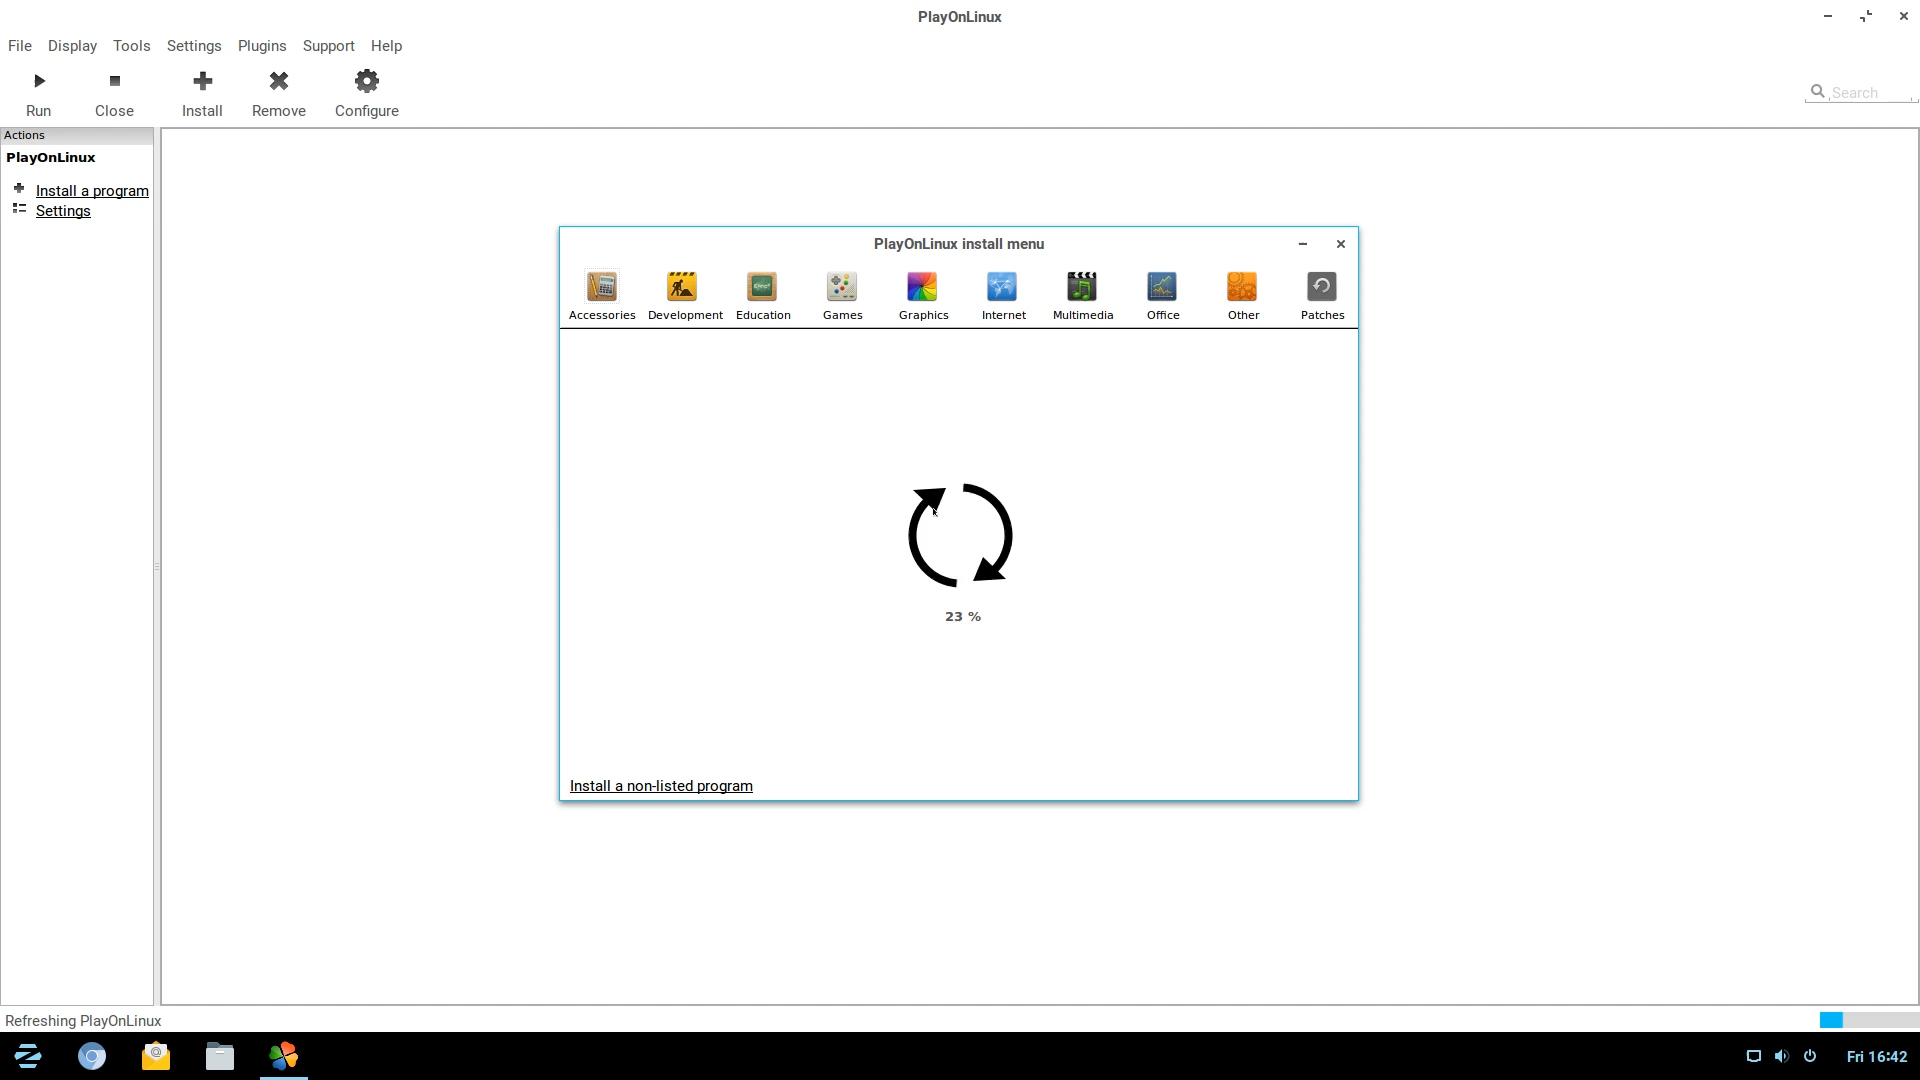 PlayOnLinux
File Display Tools Settings Plugins Support Help
Run Close Install Remove Configure
Search
Actions
PlayOnLinux
Install a program
Settings
PlayOnLinux install menu
Accessories Development Education Games Graphics Internet Multimedia Office Other Patches
23 %
Install a non-listed program
Refreshing PlayOnLinux
Fri 16:42